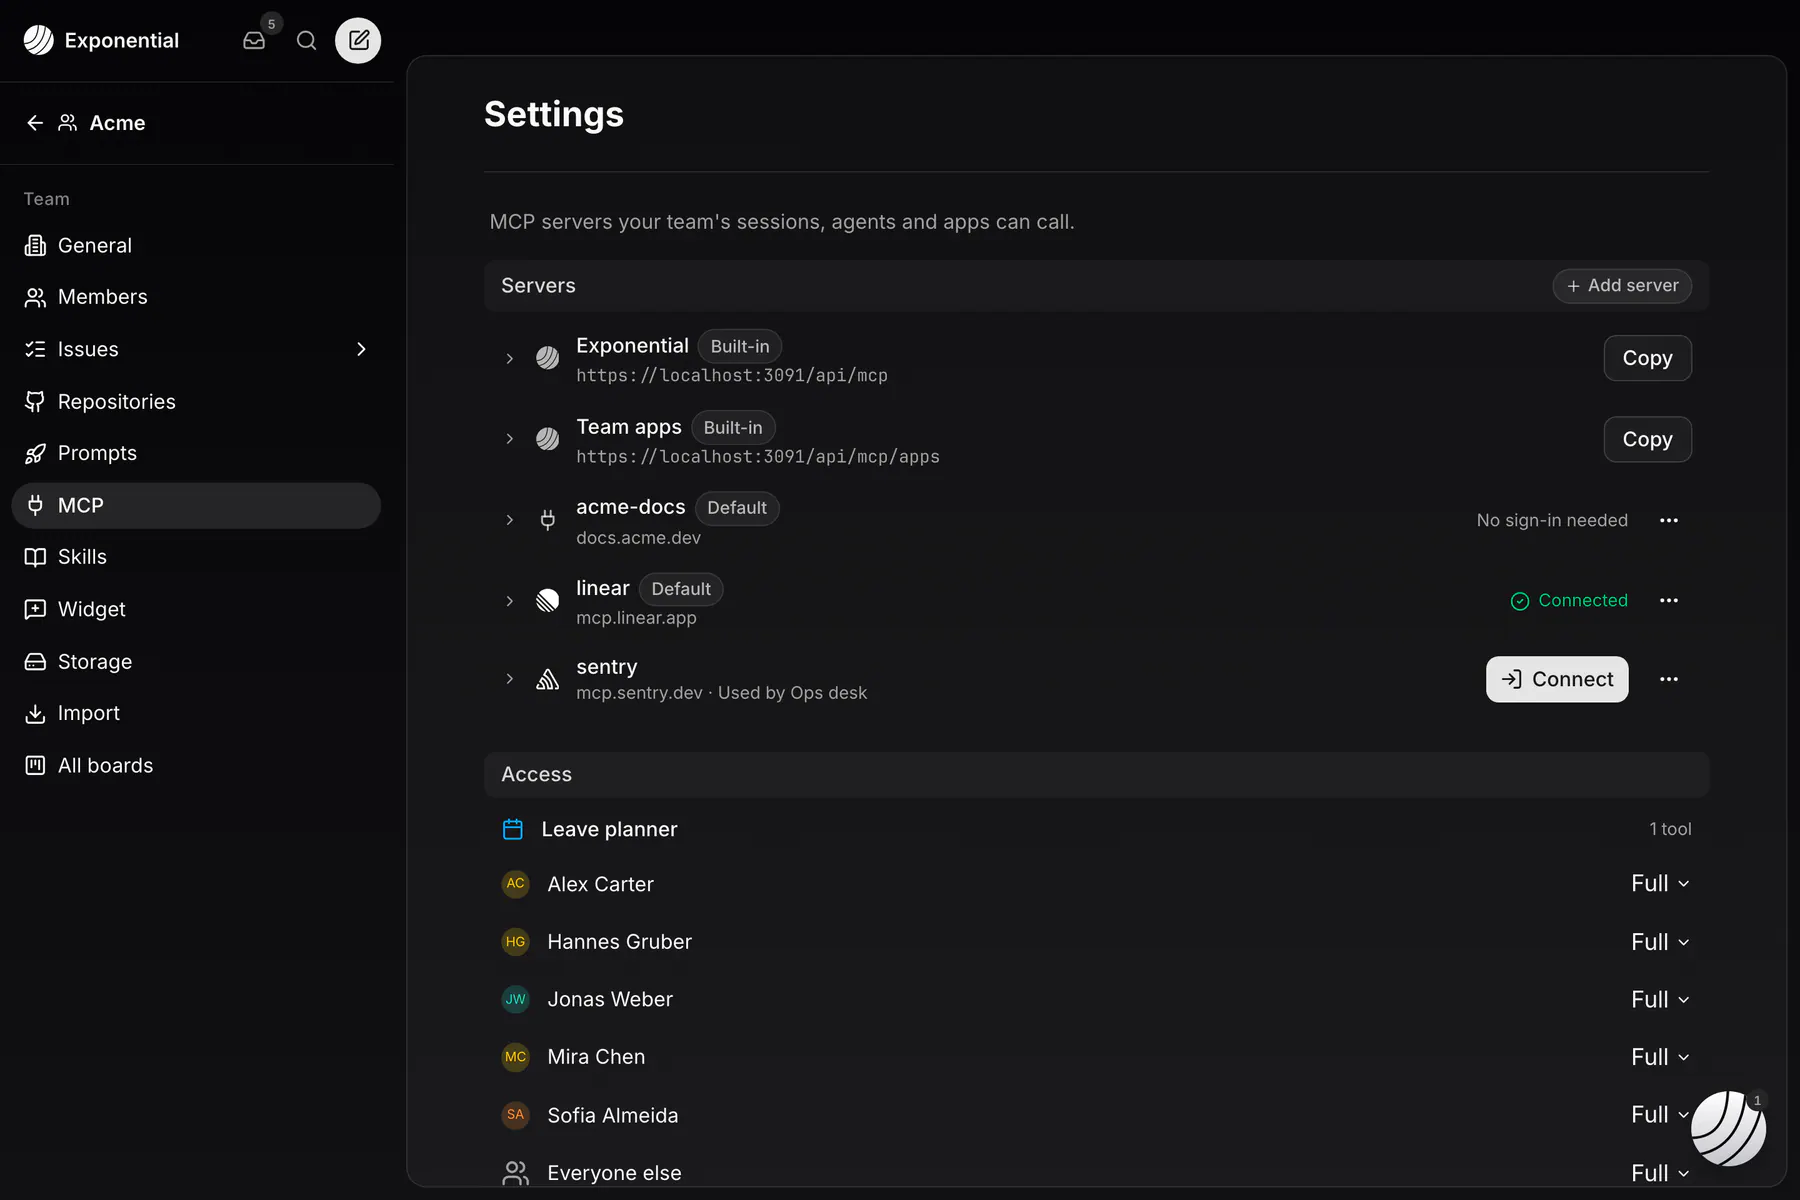 Exponential
5
Acme
Team
General
Members
Issues
Repositories
Prompts
MCP
Skills
Widget
Storage
Import
All boards
Settings
MCP servers your team's sessions, agents and apps can call.
Servers
Add server
Exponential Built-in
https://localhost:3091/api/mcp
Copy
Team apps Built-in
https://localhost:3091/api/mcp/apps
Copy
acme-docs Default
docs.acme.dev
No sign-in needed
linear Default
mcp.linear.app
Connected
sentry
mcp.sentry.dev · Used by Ops desk
Connect
Access
Leave planner
1 tool
AC Alex Carter Full
HG Hannes Gruber Full
JW Jonas Weber Full
MC Mira Chen Full
SA Sofia Almeida Full
1
Everyone else Full